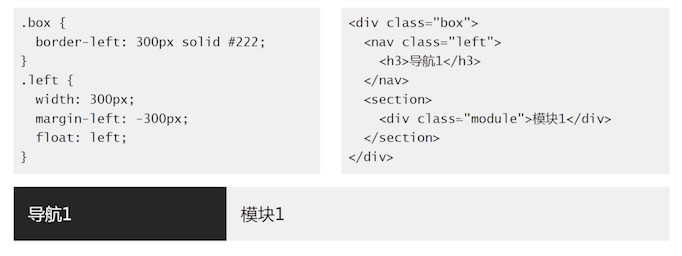 .box {
  border-left: 300px solid #222;
}
.left {
  width: 300px;
  margin-left: -300px;
  float: left;
}
<div class="box">
  <nav class="left">
    <h3>导航1</h3>
  </nav>
  <section>
    <div class="module">模块1</div>
  </section>
</div>
导航1
模块1